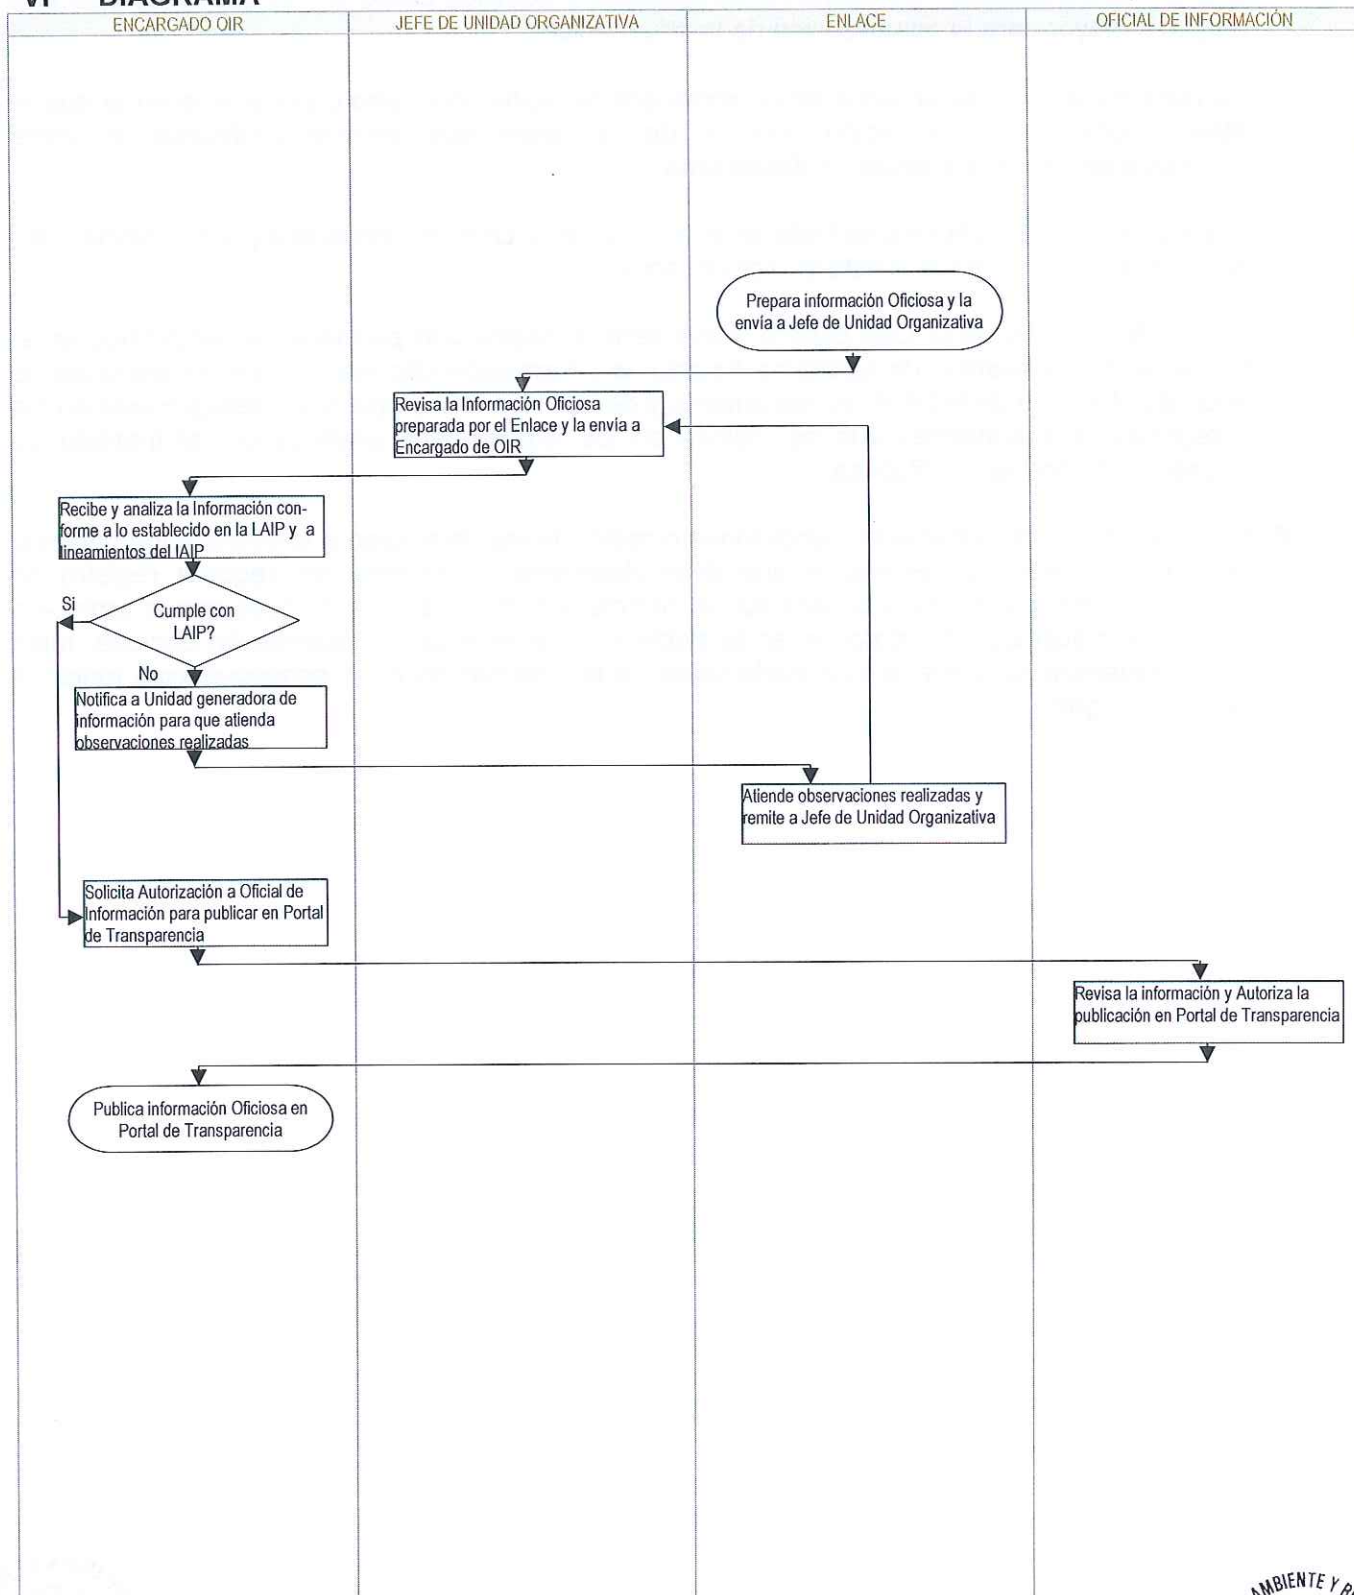 VI DIAGRAMA
ENCARGADO OIR
JEFE DE UNIDAD ORGANIZATIVA
ENLACE
OFICIAL DE INFORMACIÓN
Prepara información Oficiosa y la
envía a Jefe de Unidad Organizativa
Revisa la Información Oficiosa
preparada por el Enlace y la envía a
Encargado de OIR
Recibe y analiza la Información con-
forme a lo establecido en la LAIP y a
lineamientos del IAIP
Cumple con
LAIP?
Si
No
Notifica a Unidad generadora de
información para que atienda
observaciones realizadas
Atiende observaciones realizadas y
remite a Jefe de Unidad Organizativa
Solicita Autorización a Oficial de
Información para publicar en Portal
de Transparencia
Revisa la información y Autoriza la
publicación en Portal de Transparencia
Publica información Oficiosa en
Portal de Transparencia
AMBIENTE Y